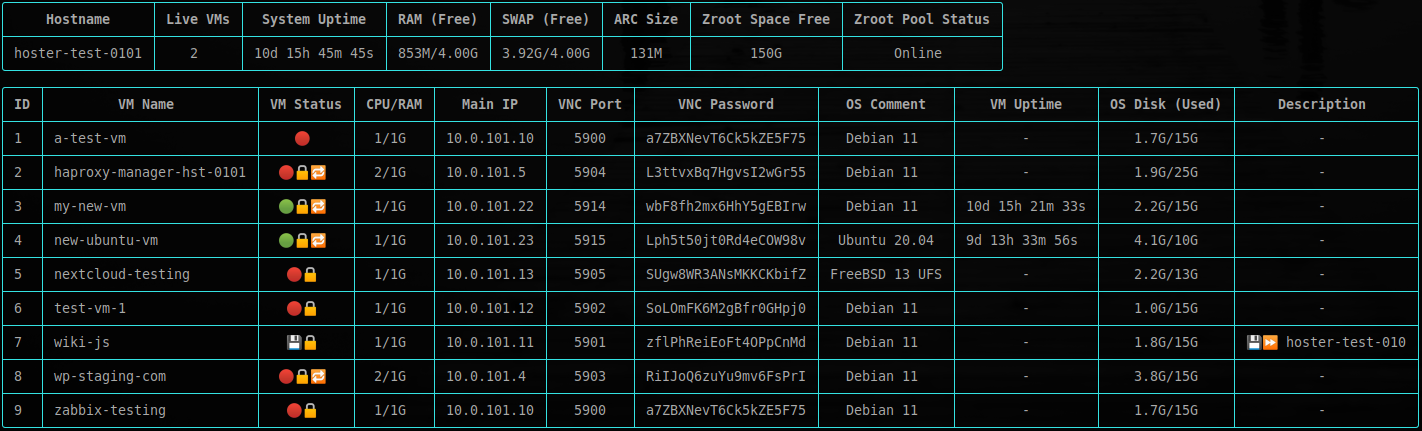 Hostname Live VMs System Uptime RAM (Free) SWAP (Free) ARC Size Zroot Space Free Zroot Pool Status
hoster-test-0101 2 10d 15h 45m 45s 853M/4.00G 3.92G/4.00G 131M 150G Online
ID VM Name VM Status CPU/RAM Main IP VNC Port VNC Password OS Comment VM Uptime OS Disk (Used) Description
1 a-test-vm 🔴 1/1G 10.0.101.10 5900 a7ZBXNevT6Ck5kZE5F75 Debian 11 - 1.7G/15G -
2 haproxy-manager-hst-0101 🔴🔒🔁 2/1G 10.0.101.5 5904 L3ttvxBq7HgvsI2wGr55 Debian 11 - 1.9G/25G -
3 my-new-vm 🟢🔒🔁 1/1G 10.0.101.22 5914 wbF8fh2mx6HhY5gEBIrw Debian 11 10d 15h 21m 33s 2.2G/15G -
4 new-ubuntu-vm 🟢🔒🔁 1/1G 10.0.101.23 5915 Lph5t50jt0Rd4eCOW98v Ubuntu 20.04 9d 13h 33m 56s 4.1G/10G -
5 nextcloud-testing 🔴🔒 1/1G 10.0.101.13 5905 SUgw8WR3ANsMKKCKbifZ FreeBSD 13 UFS - 2.2G/13G -
6 test-vm-1 🔴🔒 1/1G 10.0.101.12 5902 SoLOmFK6M2gBfr0GHpj0 Debian 11 - 1.0G/15G -
7 wiki-js 💾🔒 1/1G 10.0.101.11 5901 zflPhReiEoFt4OPpCnMd Debian 11 - 1.8G/15G 💾⏩ hoster-test-010
8 wp-staging-com 🔴🔒🔁 2/1G 10.0.101.4 5903 RiIJoQ6zuYu9mv6FsPrI Debian 11 - 3.8G/15G -
9 zabbix-testing 🔴🔒 1/1G 10.0.101.10 5900 a7ZBXNevT6Ck5kZE5F75 Debian 11 - 1.7G/15G -